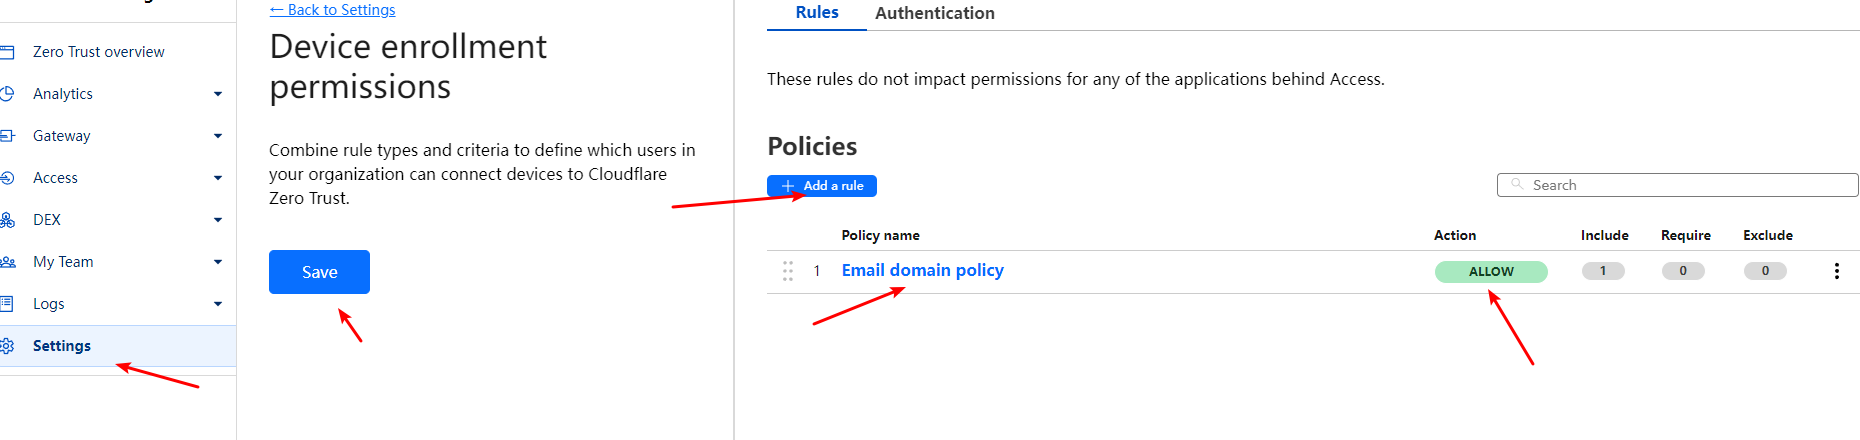 Zero Trust overview
Analytics
Gateway
Access
DEX
My Team
Logs
Settings
← Back to Settings
Device enrollment
permissions
Combine rule types and criteria to define which users in
your organization can connect devices to Cloudflare
Zero Trust.
Save
Rules Authentication
These rules do not impact permissions for any of the applications behind Access.
Policies
+ Add a rule
Search
Policy name Action Include Require Exclude
1 Email domain policy ALLOW 1 0 0